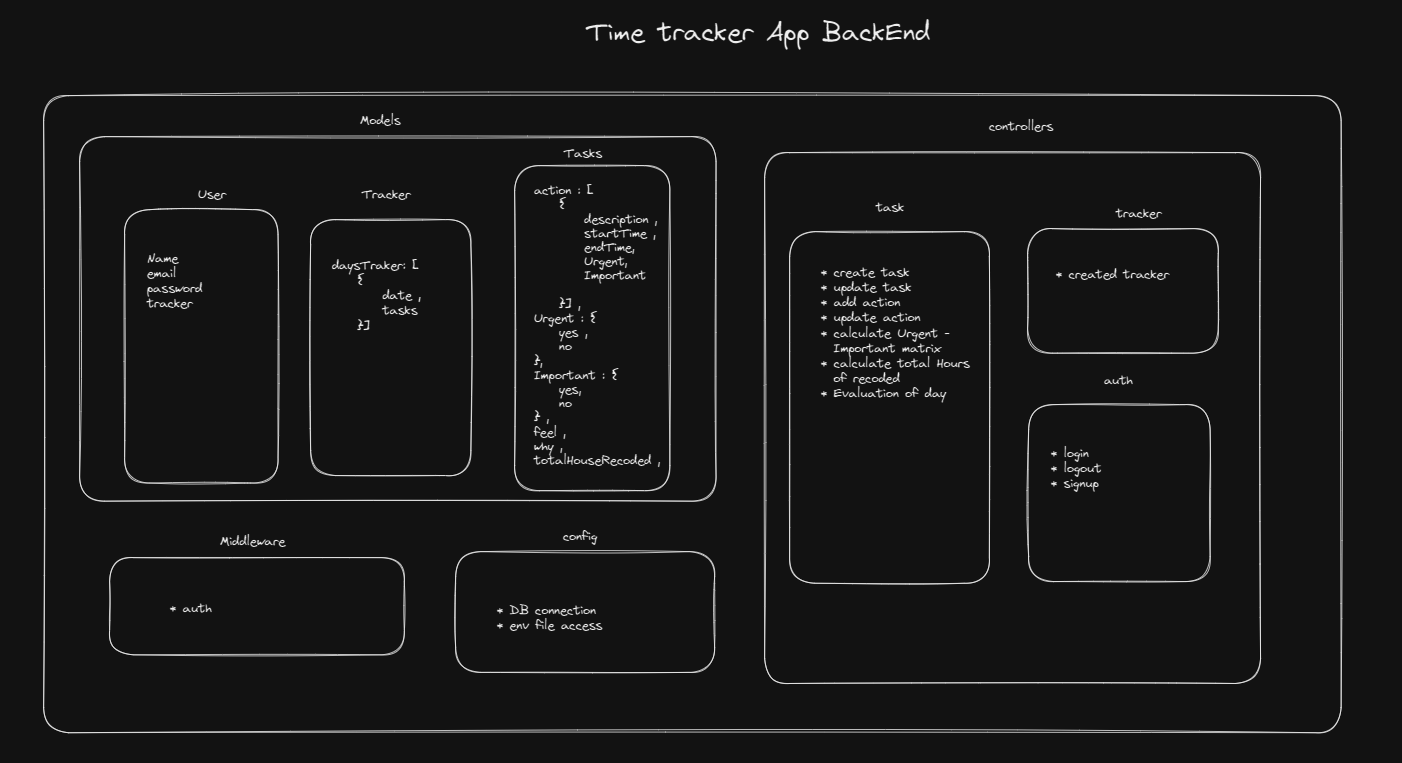 Time tracker App BackEnd
Models
User
Name
email
password
tracker
Tracker
daysTraker: [
{
date ,
tasks
}]
Tasks
action : [
{
description ,
startTime ,
endTime,
Urgent,
Important
}] ,
Urgent : {
yes ,
no
},
Important : {
yes,
no
} ,
feel ,
why ,
totalHouseRecoded ,
Middleware
* auth
config
* DB connection
* env file access
controllers
task
* create task
* update task
* add action
* update action
* calculate Urgent -
Important matrix
* calculate total Hours
of recoded
* Evaluation of day
tracker
* created tracker
auth
* login
* logout
* signup